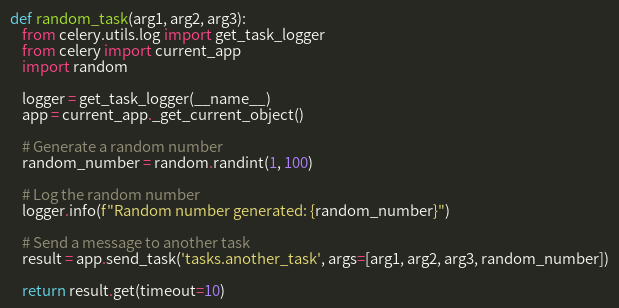 def random_task(arg1, arg2, arg3):
    from celery.utils.log import get_task_logger
    from celery import current_app
    import random

    logger = get_task_logger(__name__)
    app = current_app._get_current_object()

    # Generate a random number
    random_number = random.randint(1, 100)

    # Log the random number
    logger.info(f"Random number generated: {random_number}")

    # Send a message to another task
    result = app.send_task('tasks.another_task', args=[arg1, arg2, arg3, random_number])

    return result.get(timeout=10)